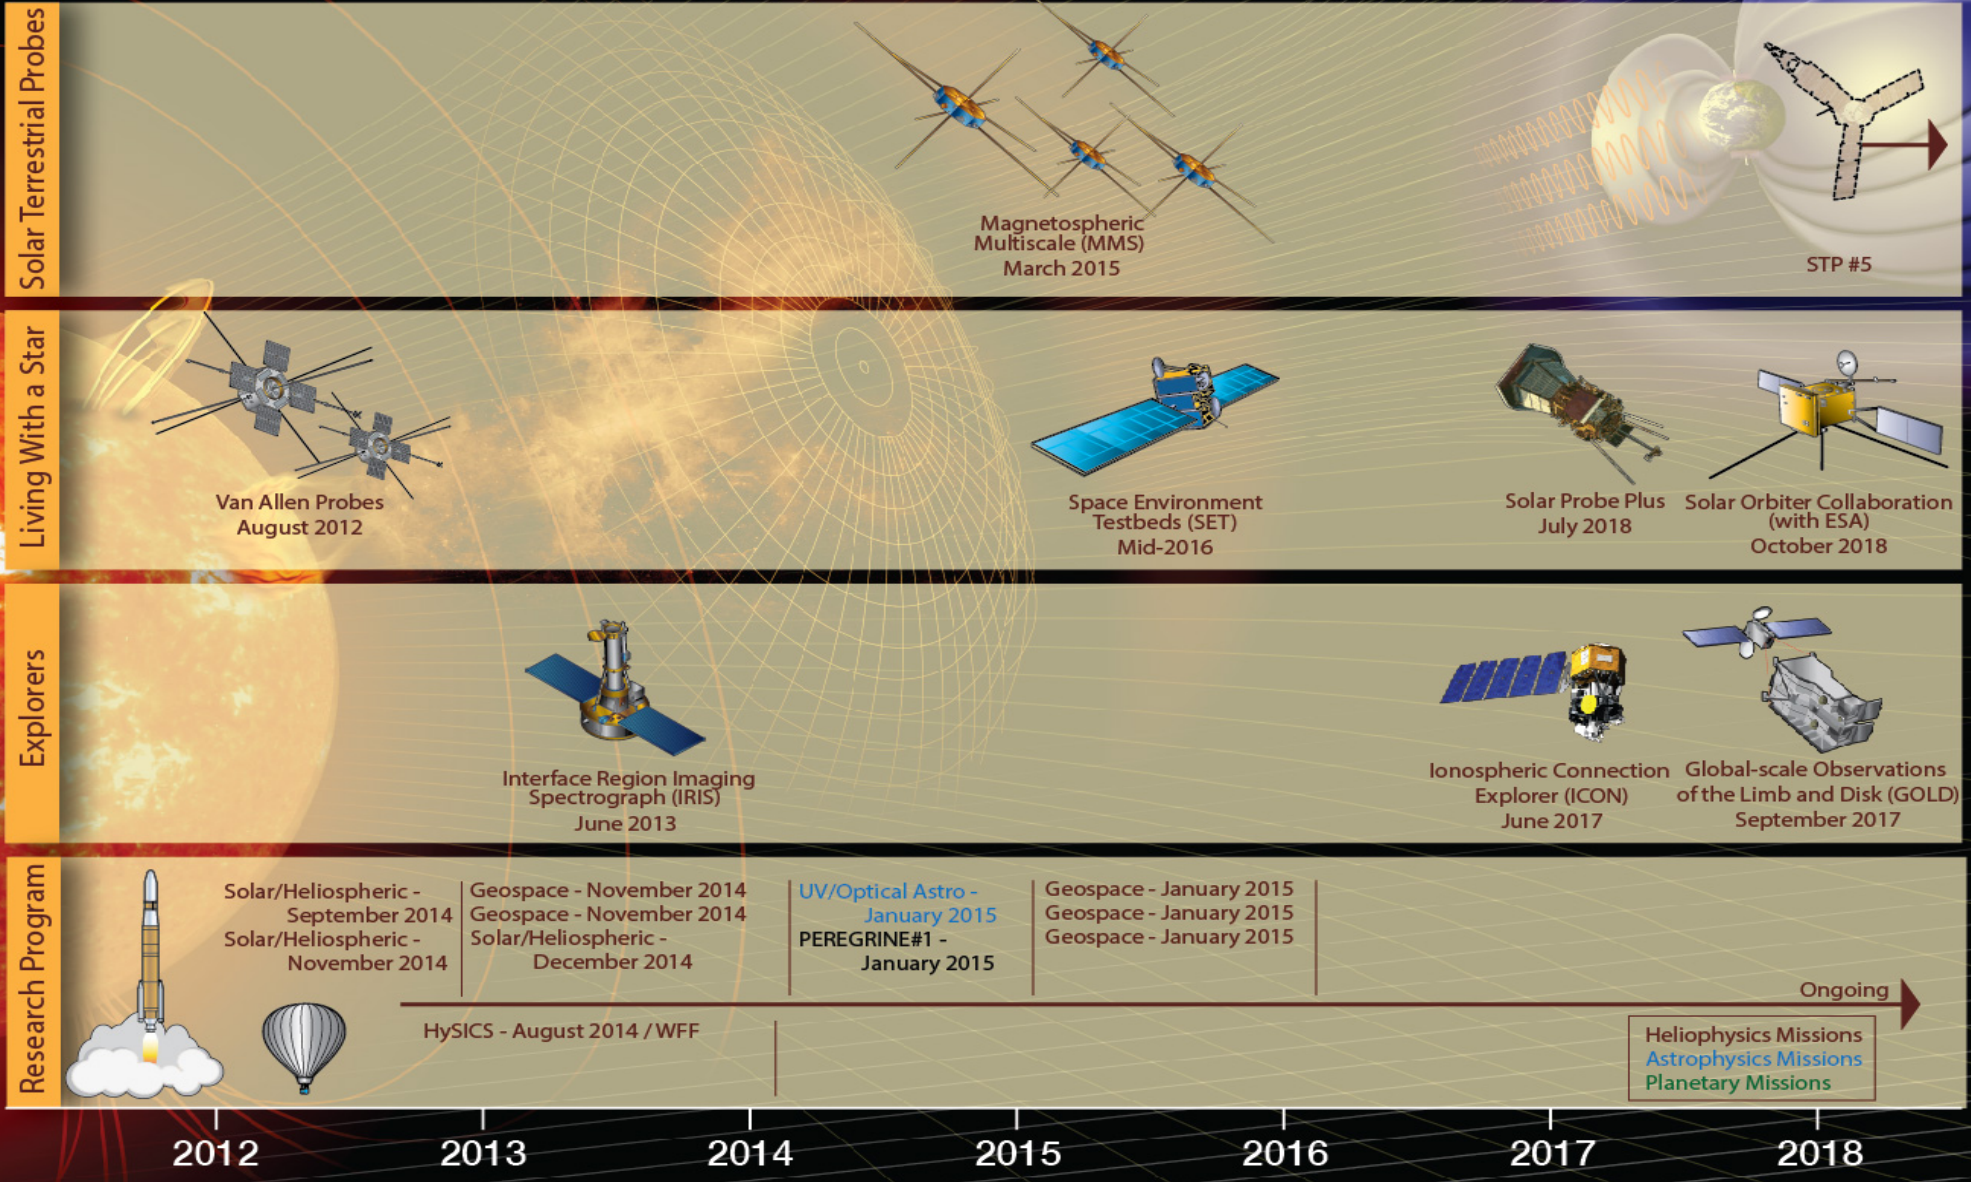 Solar Terrestrial Probes
Magnetospheric
Multiscale (MMS)
March 2015
STP #5
Living With a Star
Van Allen Probes
August 2012
Space Environment
Testbeds (SET)
Mid-2016
Solar Probe Plus
July 2018
Solar Orbiter Collaboration
(with ESA)
October 2018
Explorers
Interface Region Imaging
Spectrograph (IRIS)
June 2013
Ionospheric Connection
Explorer (ICON)
June 2017
Global-scale Observations
of the Limb and Disk (GOLD)
September 2017
Research Program
Solar/Heliospheric -
September 2014
Solar/Heliospheric -
November 2014
Geospace - November 2014
Geospace - November 2014
Solar/Heliospheric -
December 2014
UV/Optical Astro -
January 2015
PEREGRINE#1 -
January 2015
Geospace - January 2015
Geospace - January 2015
Geospace - January 2015
Ongoing
HySICS - August 2014 / WFF
Heliophysics Missions
Astrophysics Missions
Planetary Missions
2012 2013 2014 2015 2016 2017 2018